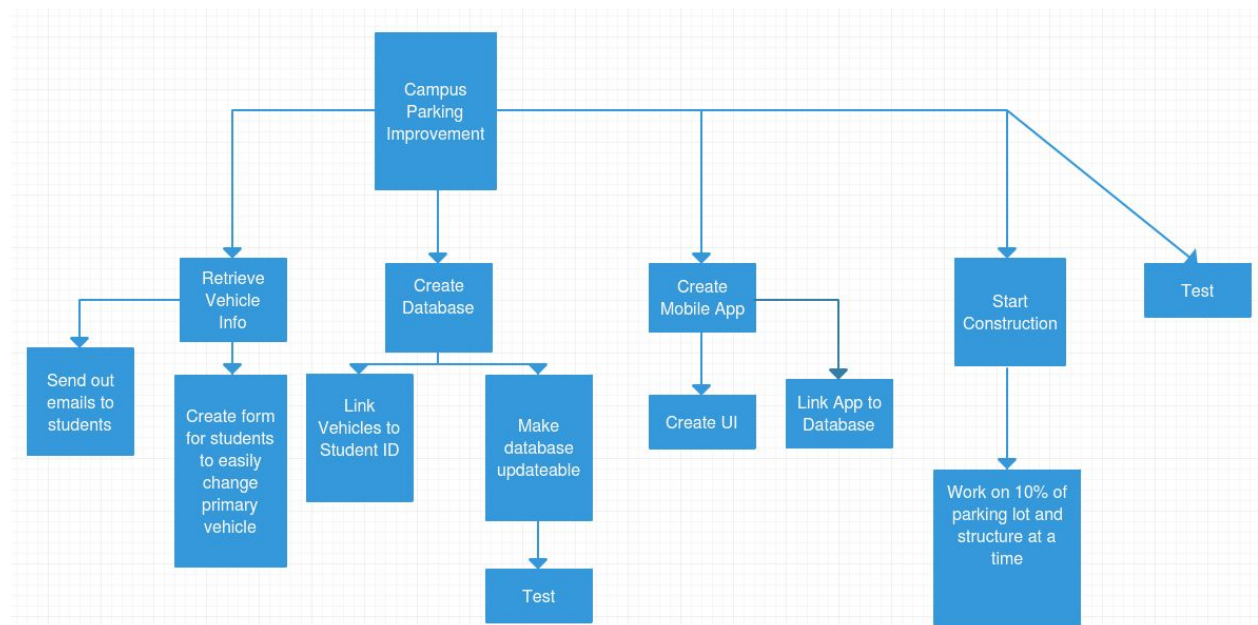 Campus
Parking
Improvement
Retrieve
Vehicle
Info
Create
Database
Create
Mobile App
Start
Construction
Test
Send out
emails to
students
Create form
for students
to easily
change
primary
vehicle
Link
Vehicles to
Student ID
Make
database
updateable
Create UI
Link App to
Database
Work on 10% of
parking lot and
structure at a
time
Test